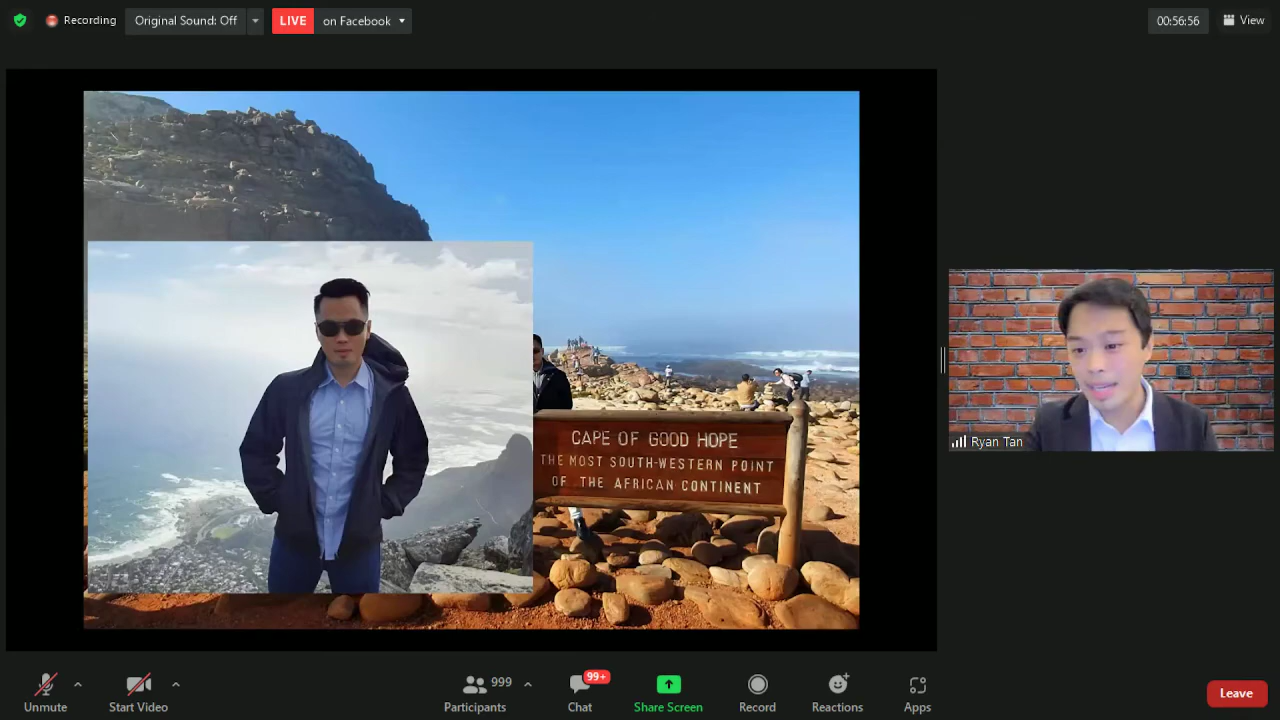 Recording
Original Sound: Off
LIVE on Facebook
00:56:56
View
CAPE OF GOOD HOPE
THE MOST SOUTH-WESTERN POINT
OF THE AFRICAN CONTINENT
Ryan Tan
Unmute
Start Video
999
Participants
99+
Chat
Share Screen
Record
Reactions
Apps
Leave